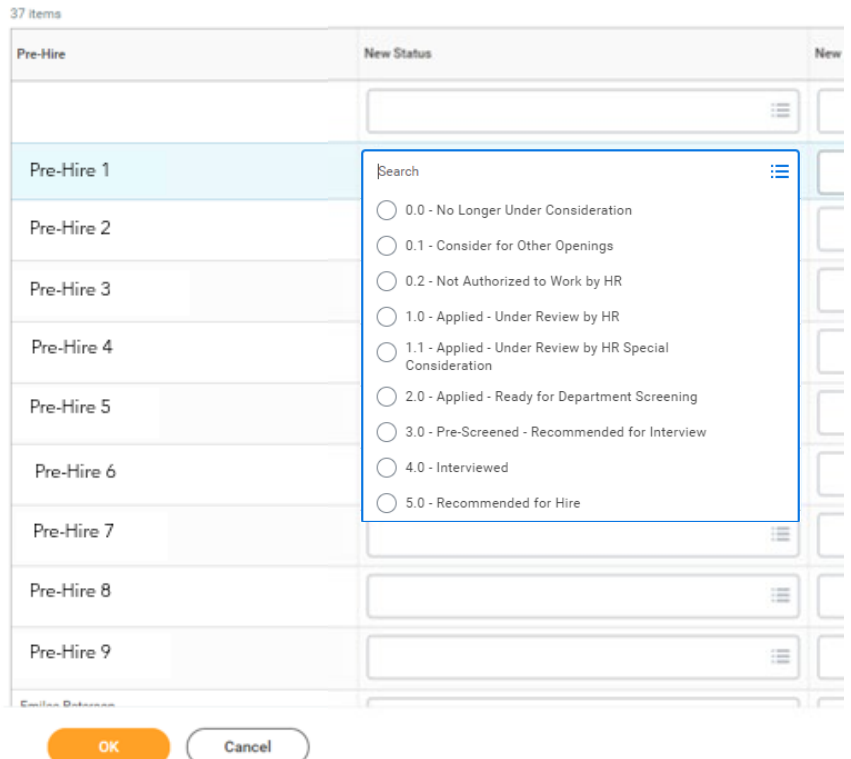 37 items
Pre-Hire
New Status
New
Pre-Hire 1
Search
0.0 - No Longer Under Consideration
0.1 - Consider for Other Openings
Pre-Hire 2
0.2 - Not Authorized to Work by HR
Pre-Hire 3
1.0 - Applied - Under Review by HR
Pre-Hire 4
1.1 - Applied - Under Review by HR Special
Consideration
2.0 - Applied - Ready for Department Screening
Pre-Hire 5
3.0 - Pre-Screened - Recommended for Interview
Pre-Hire 6
4.0 - Interviewed
5.0 - Recommended for Hire
Pre-Hire 7
Pre-Hire 8
Pre-Hire 9
OK
Cancel